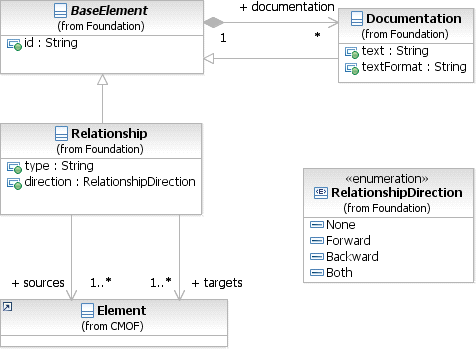 BaseElement
(from Foundation)
id : String
+ documentation
1
*
Documentation
(from Foundation)
text : String
textFormat : String
Relationship
(from Foundation)
type : String
direction : RelationshipDirection
«enumeration»
RelationshipDirection
(from Foundation)
None
Forward
Backward
Both
+ sources
1..*
1..*
+ targets
Element
(from CMOF)